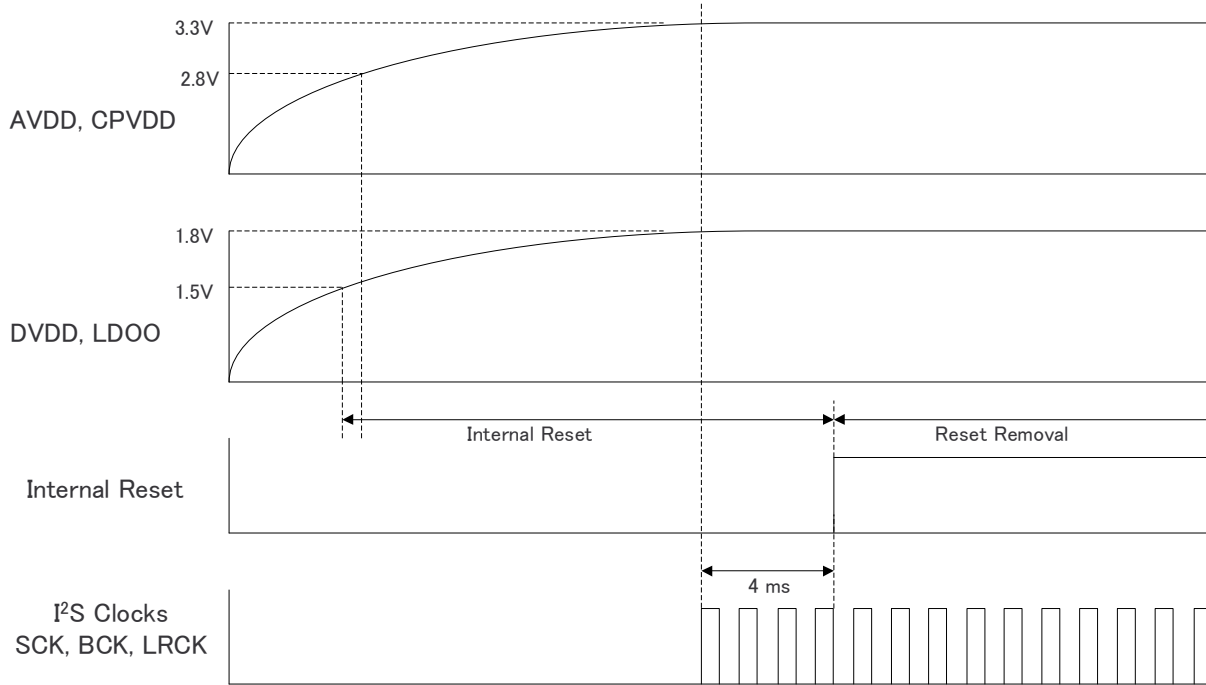 3.3V
2.8V
AVDD, CPVDD
1.8V
1.5V
DVDD, LDOO
Internal Reset
Reset Removal
Internal Reset
4 ms
I²S Clocks
SCK, BCK, LRCK